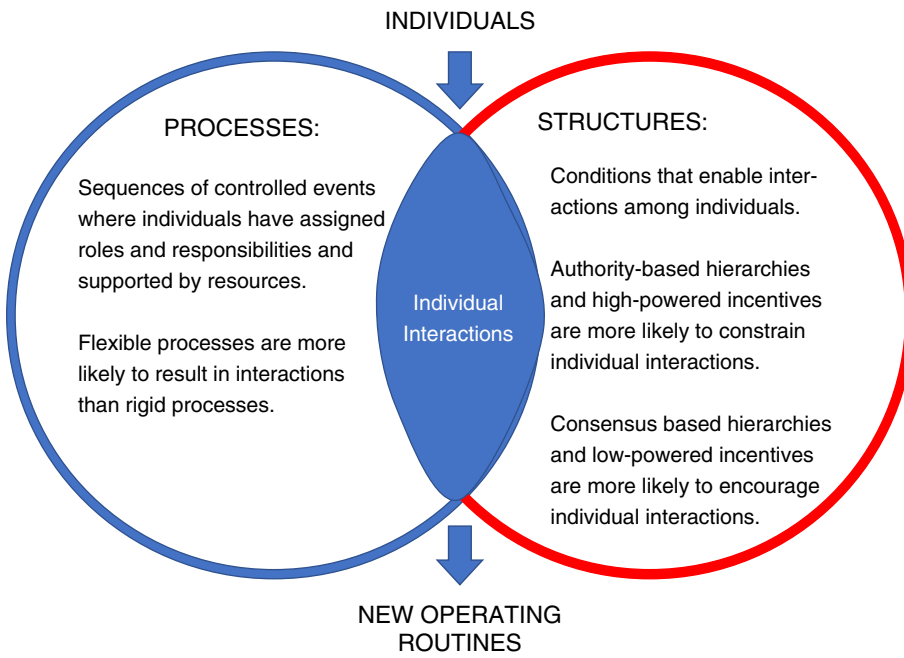 INDIVIDUALS
PROCESSES:
Sequences of controlled events
where individuals have assigned
roles and responsibilities and
supported by resources.
Flexible processes are more
likely to result in interactions
than rigid processes.
Individual
Interactions
STRUCTURES:
Conditions that enable inter-
actions among individuals.
Authority-based hierarchies
and high-powered incentives
are more likely to constrain
individual interactions.
Consensus based hierarchies
and low-powered incentives
are more likely to encourage
individual interactions.
NEW OPERATING
ROUTINES